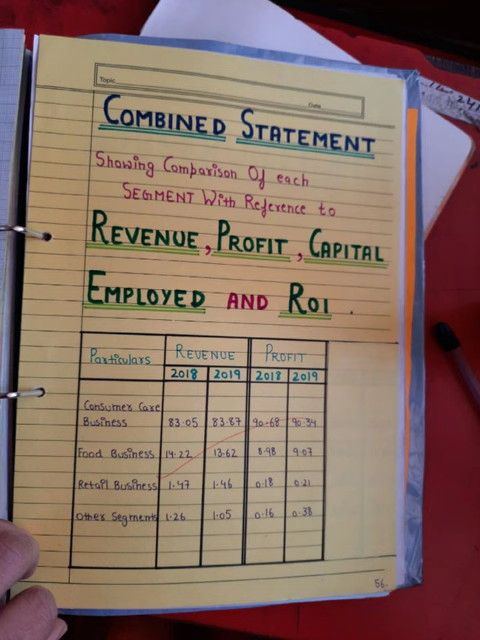 Topic
Date
COMBINED STATEMENT
Showing Comparison Of each
SEGMENT With Reference to
REVENUE, PROFIT, CAPITAL
EMPLOYED AND ROI.
Particulars REVENUE PROFIT
2018 2019 2018 2019
Consumer Care
Business 83.05 83.87 90.68 90.34
Food Business 14.22 13.62 8.98 9.07
Retail Business 1.47 1.46 0.18 0.21
Other Segments 1.26 1.05 0.16 0.38
56.